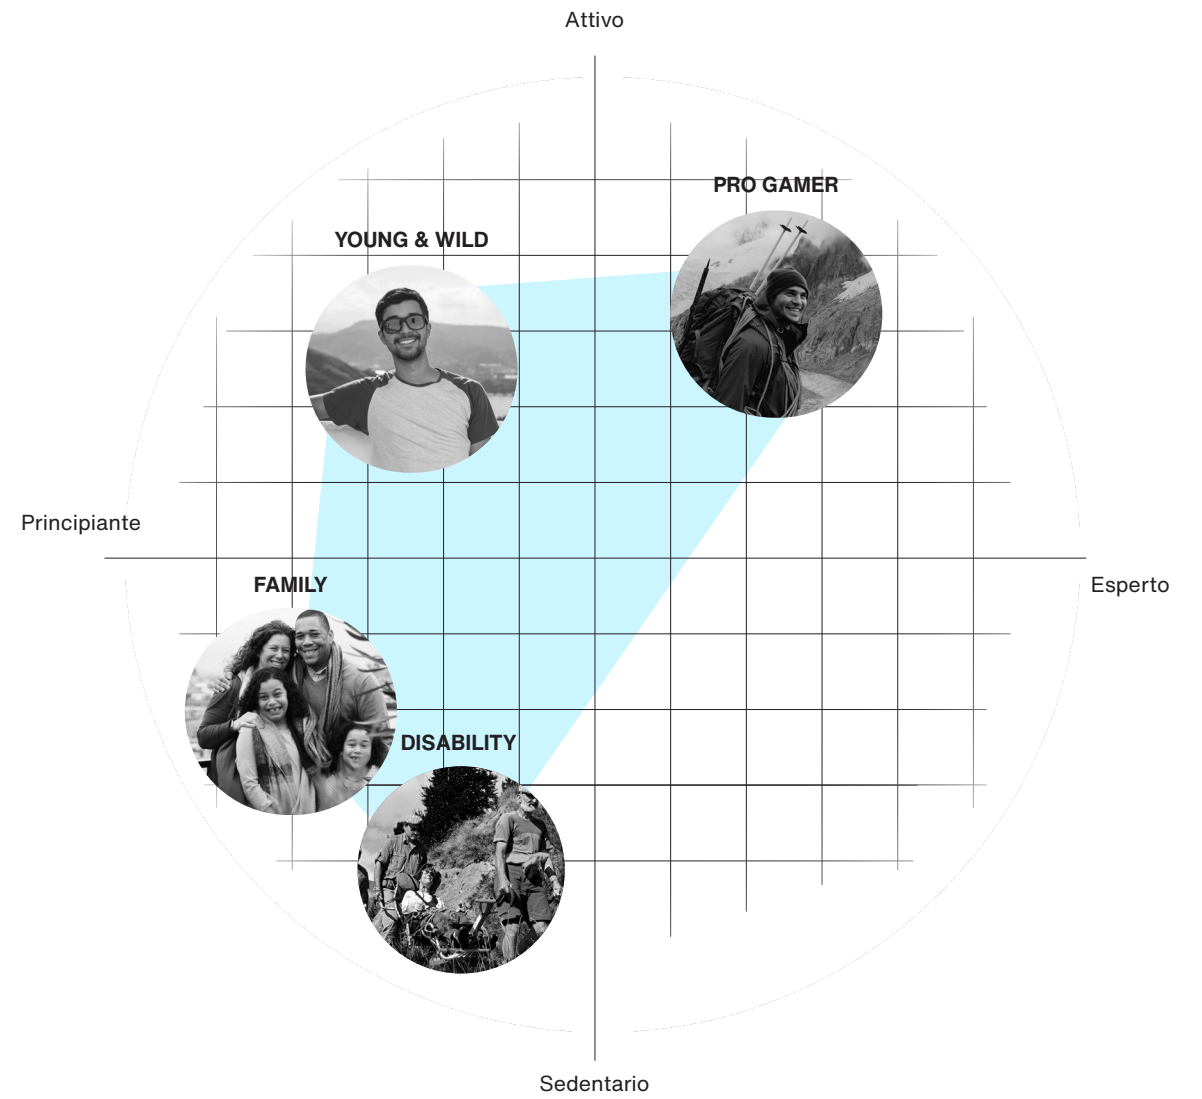 Attivo
PRO GAMER
YOUNG & WILD
Principiante
FAMILY
Esperto
DISABILITY
Sedentario